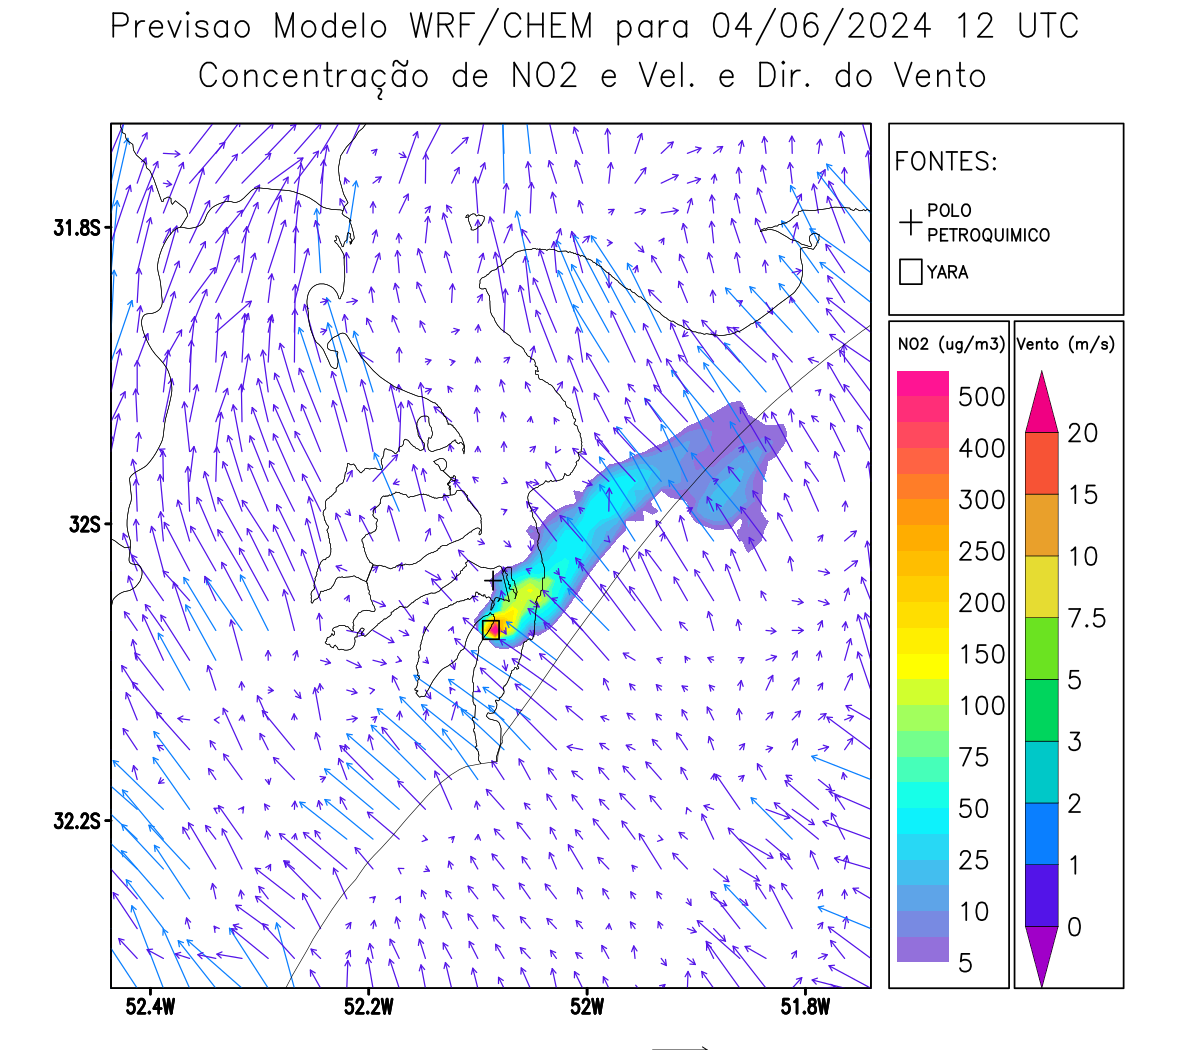 Previsao Modelo WRF/CHEM para 04/06/2024 12 UTC
Concentração de NO2 e Vel. e Dir. do Vento
FONTES:
POLO
PETROQUIMICO
YARA
NO2 (ug/m3)
500
400
300
250
200
150
100
75
50
25
10
5
Vento (m/s)
20
15
10
7.5
5
3
2
1
0
31.8S
32S
32.2S
52.4W
52.2W
52W
51.8W